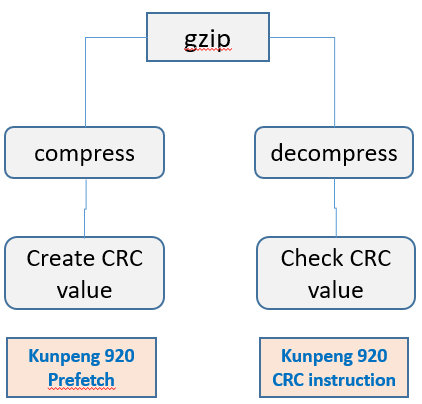 gzip
compress
decompress
Create CRC
value
Check CRC
value
Kunpeng 920
Prefetch
Kunpeng 920
CRC instruction